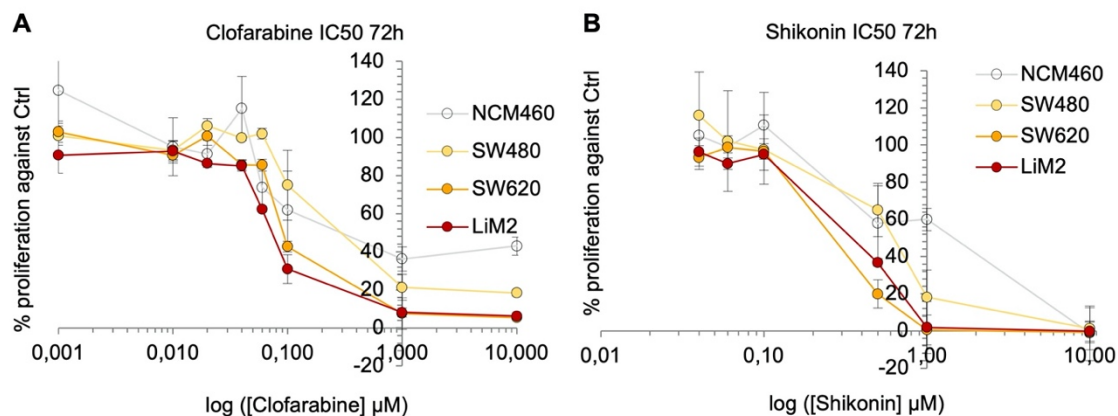 A
Clofarabine IC50 72h
% proliferation against Ctrl
140
120
100
80
60
40
20
0
-20
NCM460
SW480
SW620
LiM2
0,001
0,010
0,100
1,000
10,000
log ([Clofarabine] µM)
B
Shikonin IC50 72h
% proliferation against Ctrl
140
120
100
80
60
40
20
0
-20
NCM460
SW480
SW620
LiM2
0,01
0,10
1,00
10,00
log ([Shikonin] µM)